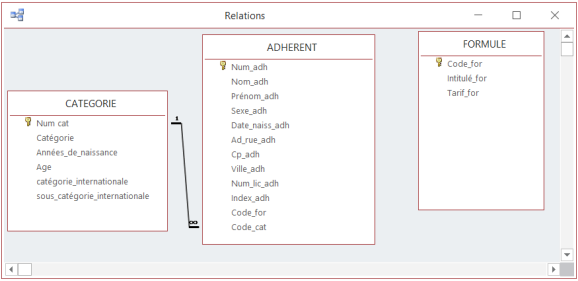 Relations
CATEGORIE
Num cat
Catégorie
Années_de_naissance
Age
catégorie_internationale
sous_catégorie_internationale
1
∞
ADHERENT
Num_adh
Nom_adh
Prénom_adh
Sexe_adh
Date_naiss_adh
Ad_rue_adh
Cp_adh
Ville_adh
Num_lic_adh
Index_adh
Code_for
Code_cat
FORMULE
Code_for
Intitulé_for
Tarif_for